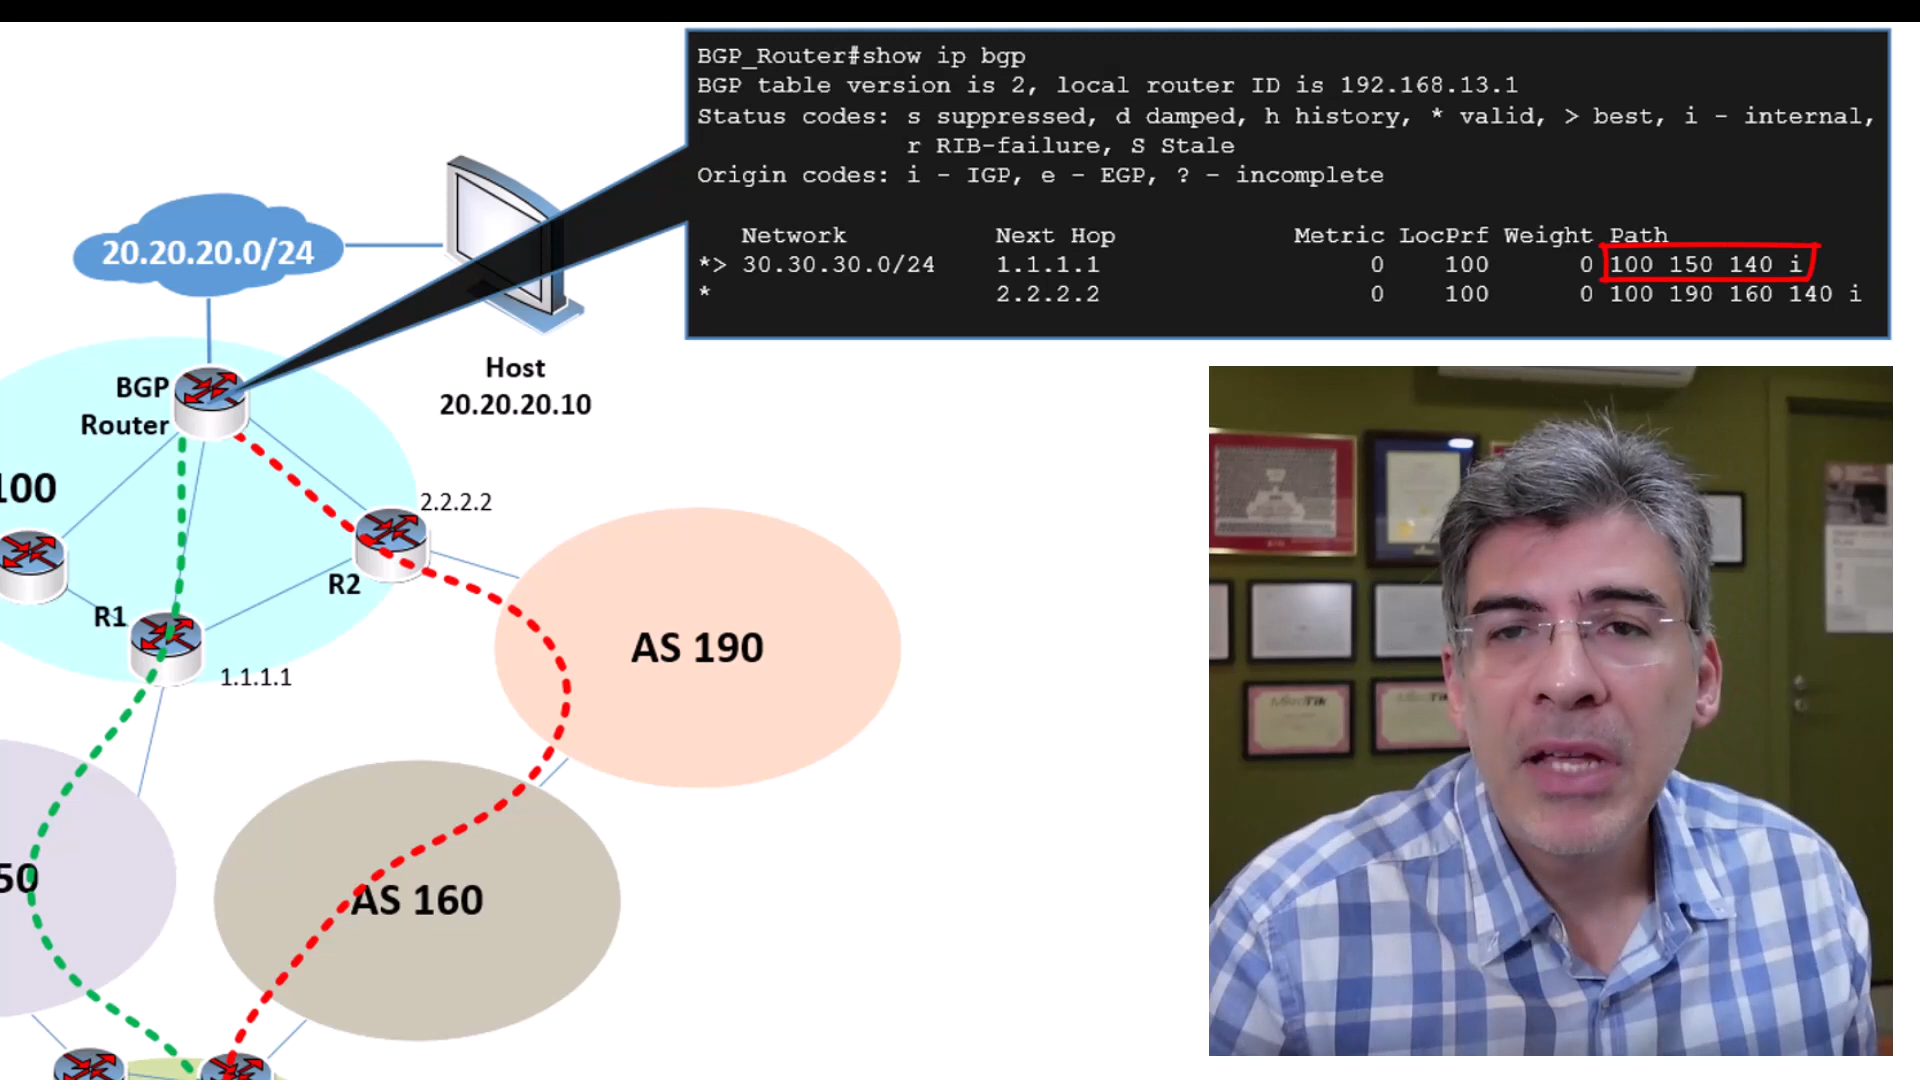 BGP_Router#show ip bgp
BGP table version is 2, local router ID is 192.168.13.1
Status codes: s suppressed, d damped, h history, * valid, > best, i - internal,
r RIB-failure, S Stale
Origin codes: i - IGP, e - EGP, ? - incomplete
Network Next Hop Metric LocPrf Weight Path
*> 30.30.30.0/24 1.1.1.1 0 100 0 100 150 140 i
* 2.2.2.2 0 100 0 100 190 160 140 i
20.20.20.0/24
Host
20.20.20.10
BGP
Router
100
2.2.2.2
R2
R1
1.1.1.1
AS 190
50
AS 160